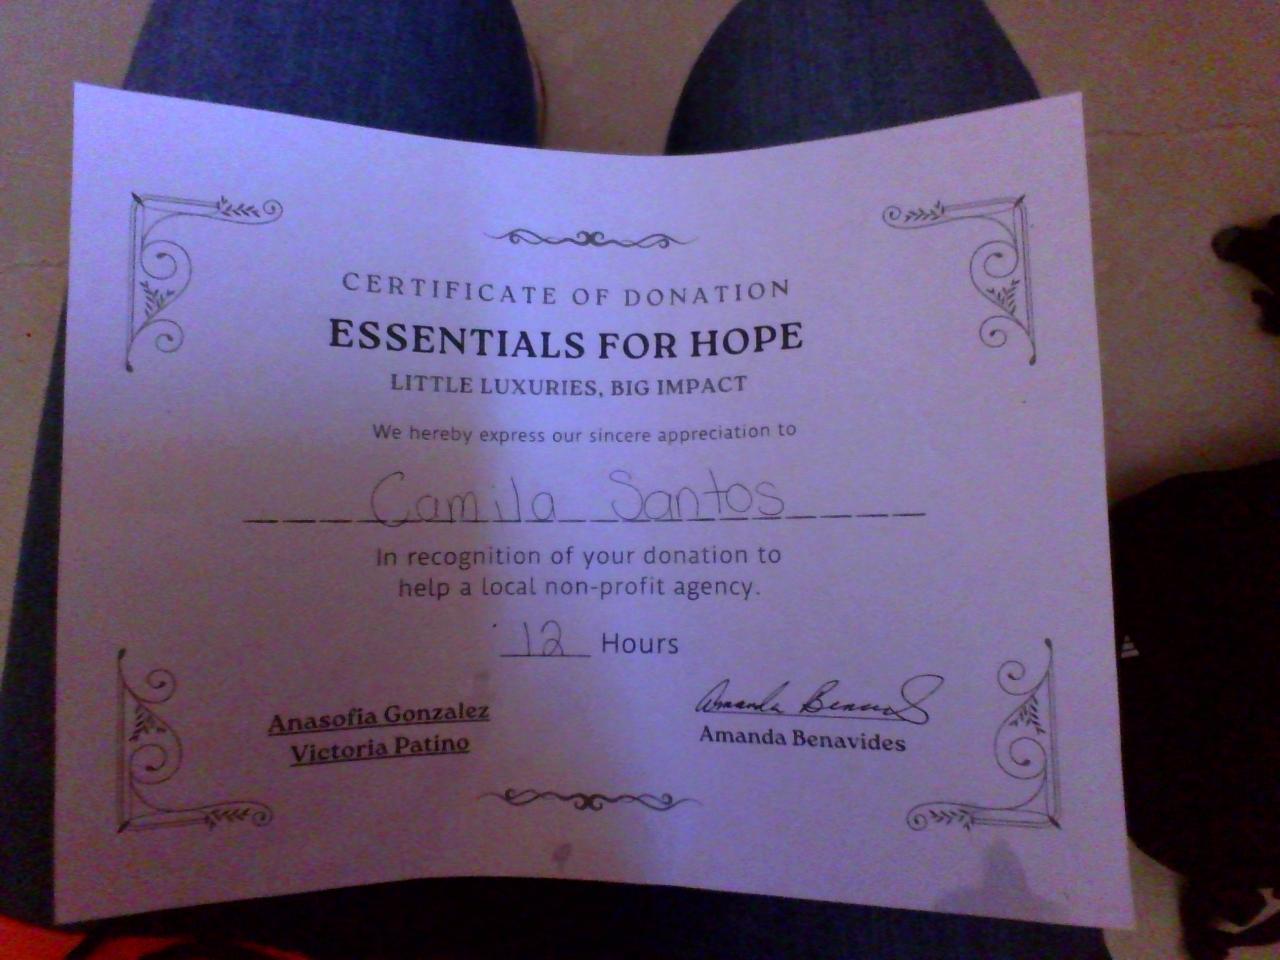 CERTIFICATE OF DONATION
ESSENTIALS FOR HOPE
LITTLE LUXURIES, BIG IMPACT
We hereby express our sincere appreciation to
Camila Santos
In recognition of your donation to
help a local non-profit agency.
12 Hours
Anasofia Gonzalez
Victoria Patino
Amanda Benavides